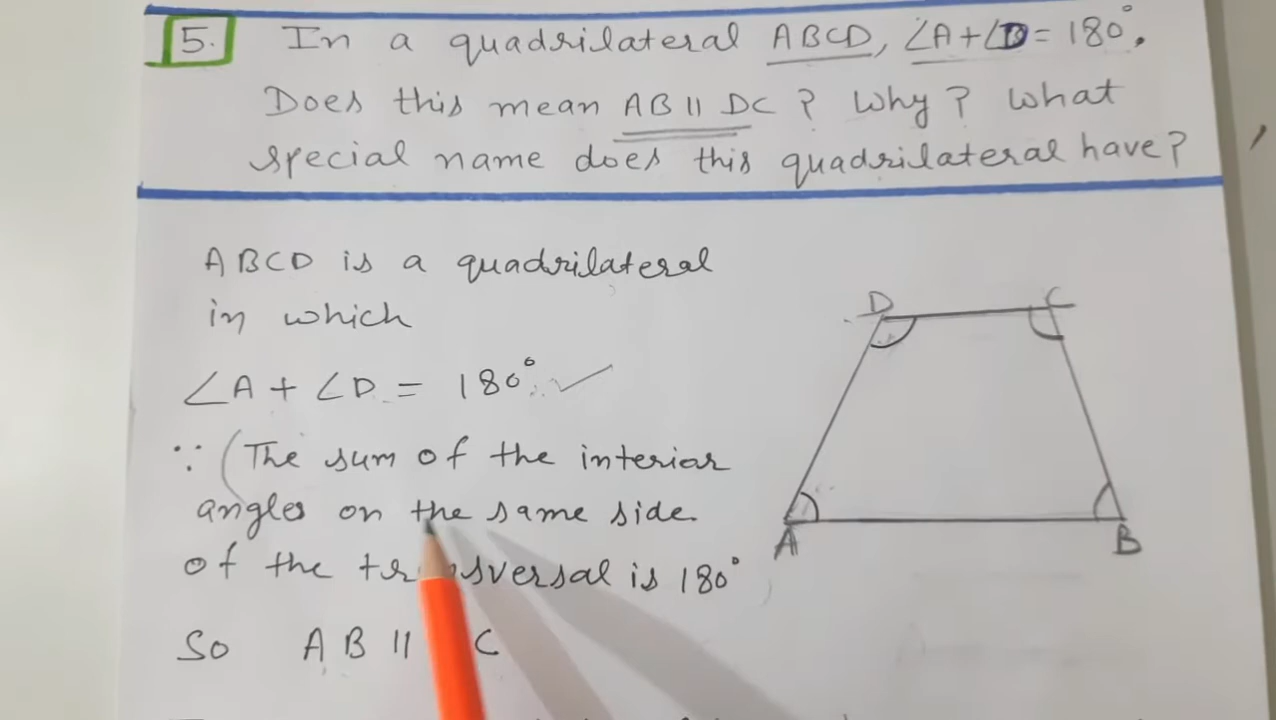 5. In a quadrilateral ABCD, ∠A+∠D = 180°.
Does this mean AB || DC ? Why? What
special name does this quadrilateral have?
ABCD is a quadrilateral
in which
∠A + ∠D = 180° ✓
∵ (The sum of the interior
angles on the same side
of the is 180°
So AB || C
D C
A B